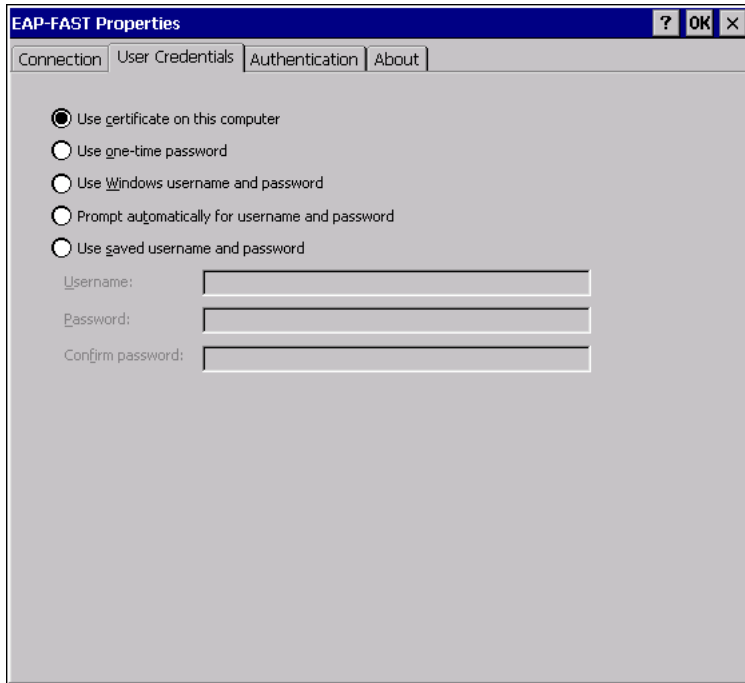 EAP-FAST Properties ? OK ×
Connection User Credentials Authentication About
Use certificate on this computer
Use one-time password
Use Windows username and password
Prompt automatically for username and password
Use saved username and password
Username:
Password:
Confirm password: